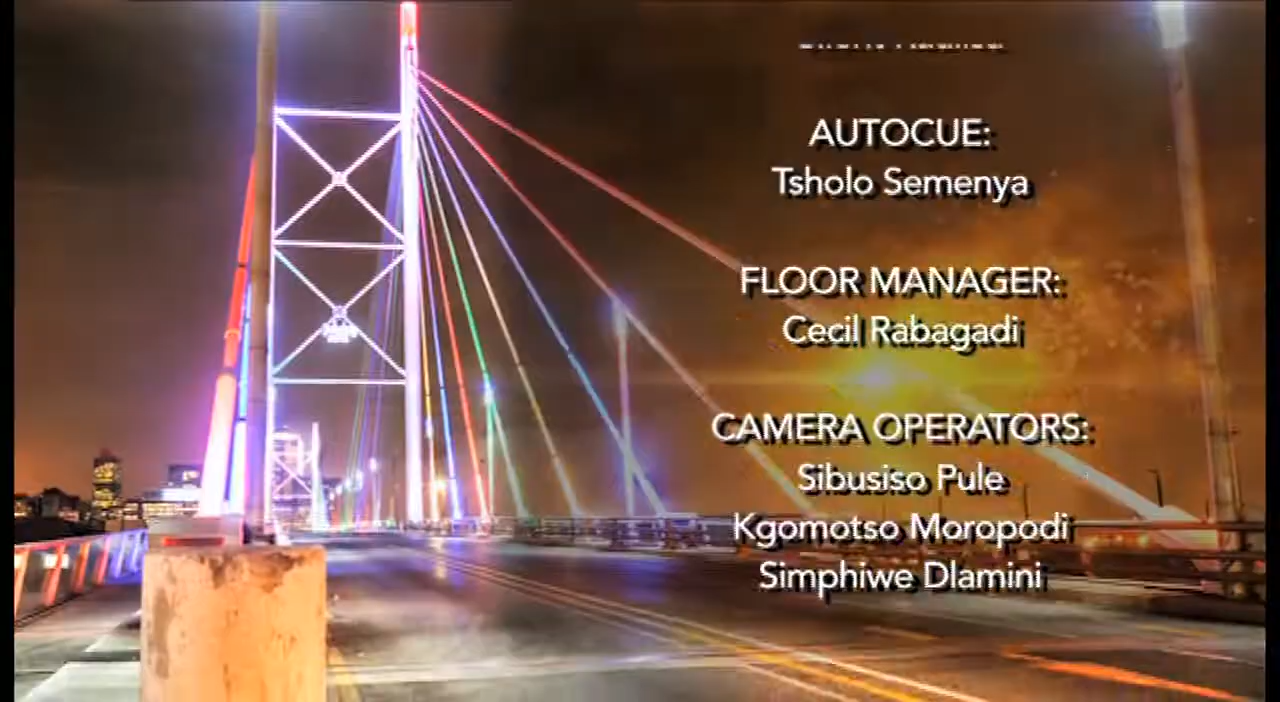 AUTOCUE:
Tsholo Semenya
FLOOR MANAGER:
Cecil Rabagadi
CAMERA OPERATORS:
Sibusiso Pule
Kgomotso Moropodi
Simphiwe Dlamini